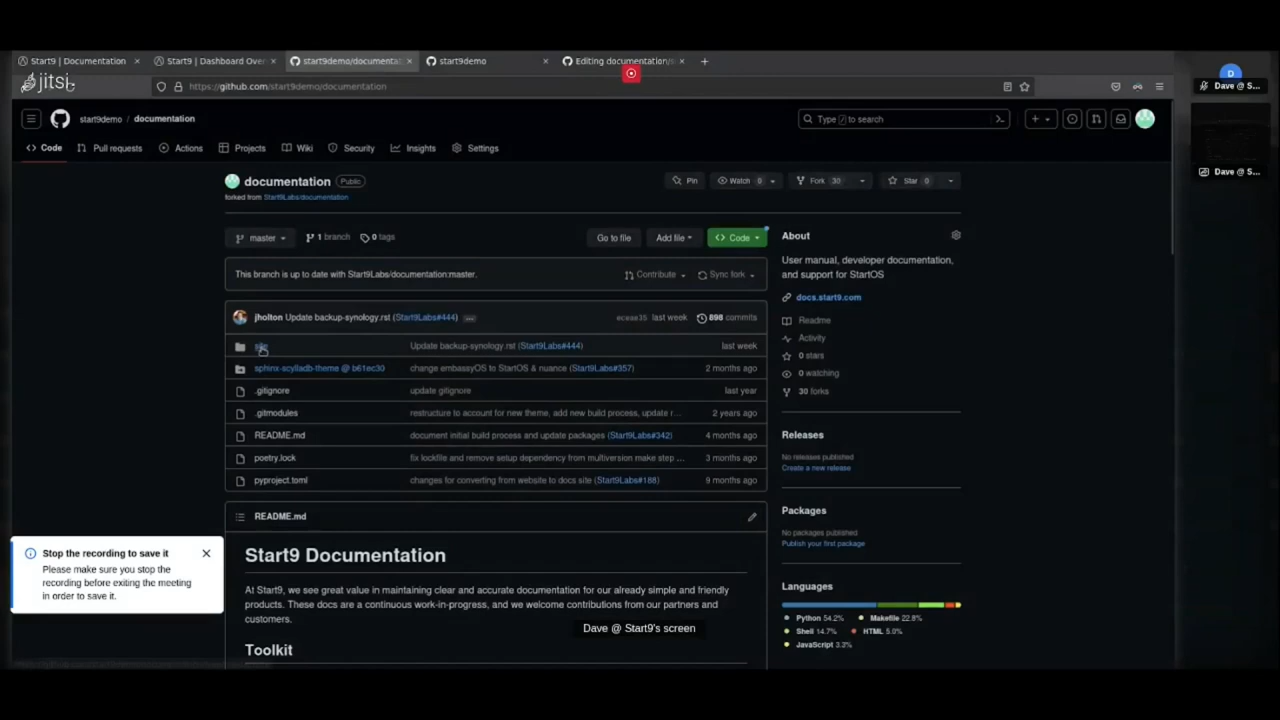 Start9 | Documentation
Start9 | Dashboard Over
start9demo/documentat
start9demo
Editing documentation/s
jitsi
https://github.com/start9demo/documentation
start9demo / documentation
Type / to search
Code
Pull requests
Actions
Projects
Wiki
Security
Insights
Settings
documentation Public
forked from Start9Labs/documentation
Pin
Watch 0
Fork 30
Star 0
master
1 branch
0 tags
Go to file
Add file
Code
This branch is up to date with Start9Labs/documentation:master.
Contribute
Sync fork
jholton Update backup-synology.rst (Start9Labs#444) last week 898 commits
Update backup-synology.rst (Start9Labs#444) last week
sphinx-scylladb-theme @ b61ec30 change embassyOS to StartOS & nuance (Start9Labs#357) 2 months ago
.gitignore update gitignore last year
.gitmodules restructure to account for new theme, add new build process, update r... 2 years ago
README.md document initial build process and update packages (Start9Labs#342) 4 months ago
poetry.lock fix lockfile and remove setup dependency from multiversion make step ... 3 months ago
pyproject.toml changes for converting from website to docs site (Start9Labs#188) 9 months ago
README.md
Start9 Documentation
At Start9, we see great value in maintaining clear and accurate documentation for our already simple and friendly
products. These docs are a continuous work-in-progress, and we welcome contributions from our partners and
customers.
Toolkit
About
User manual, developer documentation,
and support for StartOS
docs.start9.com
Readme
Activity
0 stars
0 watching
30 forks
Releases
No releases published
Create a new release
Packages
No packages published
Publish your first package
Languages
Python 54.2% Makefile 22.8%
Shell 14.7% HTML 5.0%
JavaScript 3.3%
Stop the recording to save it
Please make sure you stop the
recording before exiting the meeting
in order to save it.
Dave @ Start9's screen
D
Dave @ S...
Dave @ S...